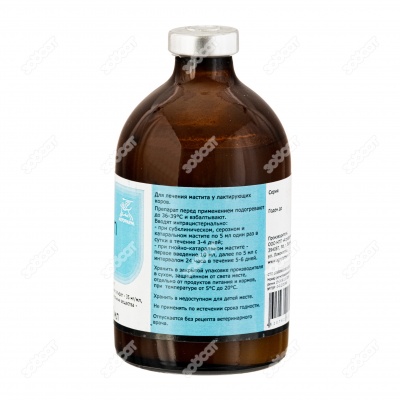 Для лечения мастита у лактирующих
коров.
Препарат перед применением подогревают
до 36-39°С и взбалтывают.
Вводят интрацистернально:
- при субклиническом, серозном и
катаральном мастите по 5 мл один раз в
сутки в течение 3-4 дней;
- при гнойно-катаральном мастите -
первое введение 10 мл, далее по 5 мл с
интервалом 24 часа в течение 3-4 дней.
Хранить в закрытой упаковке производителя
в сухом, защищенном от света месте,
отдельно от продуктов питания и кормов,
при температуре от 5°С до 20°С.
Хранить в недоступном для детей месте.
Не применять по истечении срока годности.
Отпускается без рецепта ветеринарного
врача.
Серия
Годен до
зообат